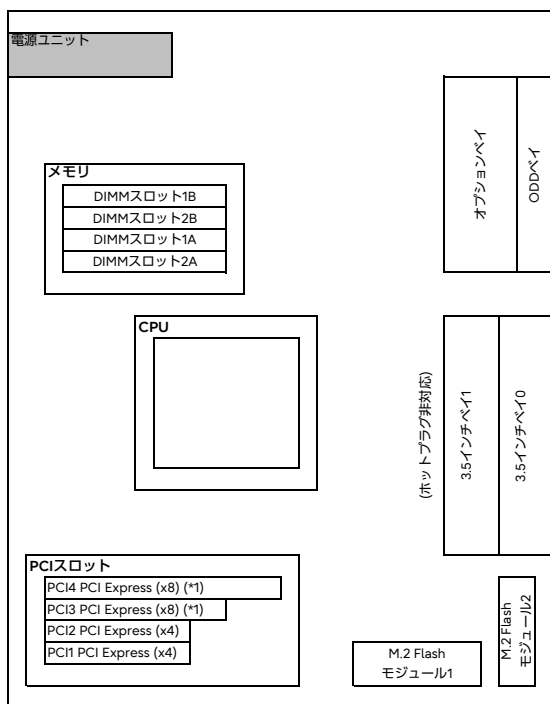 電源ユニット
オプションベイ
ODDベイ
メモリ
DIMMスロット1B
DIMMスロット2B
DIMMスロット1A
DIMMスロット2A
CPU
(ホットプラグ非対応)
3.5インチベイ1
3.5インチベイ0
PCIスロット
PCI4 PCI Express (x8) (*1)
PCI3 PCI Express (x8) (*1)
PCI2 PCI Express (x4)
PCI1 PCI Express (x4)
M.2 Flash
モジュール1
M.2 Flash
モジュール2